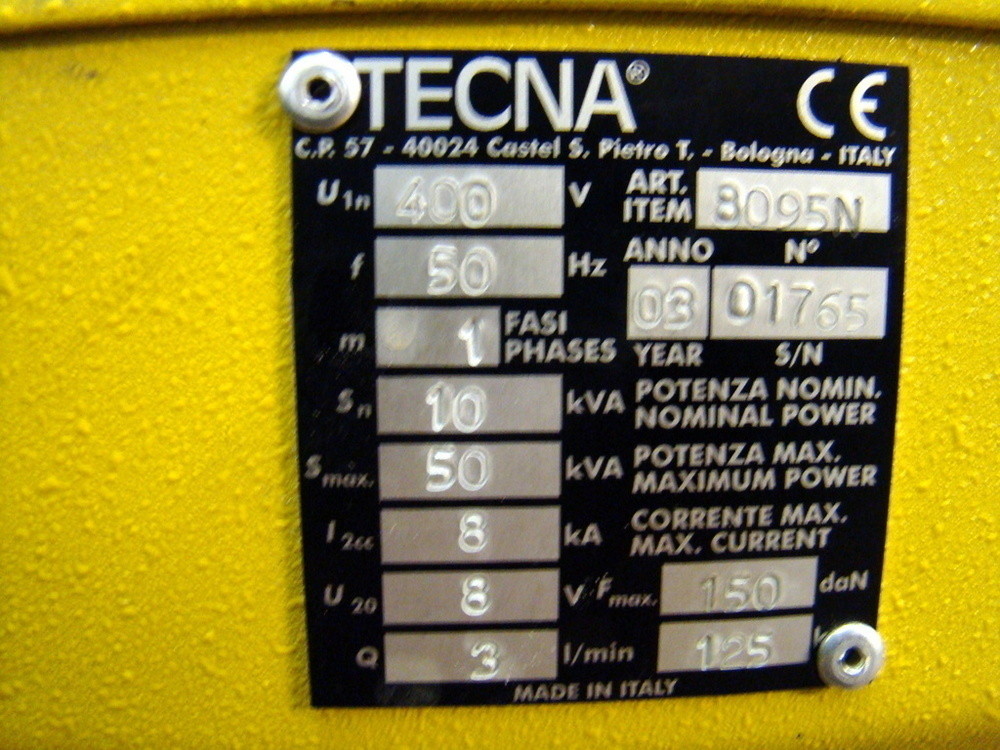 TECNA® CE
C.P. 57 - 40024 Castel S. Pietro T. - Bologna - ITALY
U1n 400 V ART. ITEM 8095N
f 50 Hz ANNO N°
03 01765
m 1 FASI PHASES YEAR S/N
Sn 10 kVA POTENZA NOMIN.
NOMINAL POWER
Smax. 50 kVA POTENZA MAX.
MAXIMUM POWER
I2cc 8 kA CORRENTE MAX.
MAX. CURRENT
U20 8 V Fmax. 150 daN
Q 3 l/min 125
MADE IN ITALY